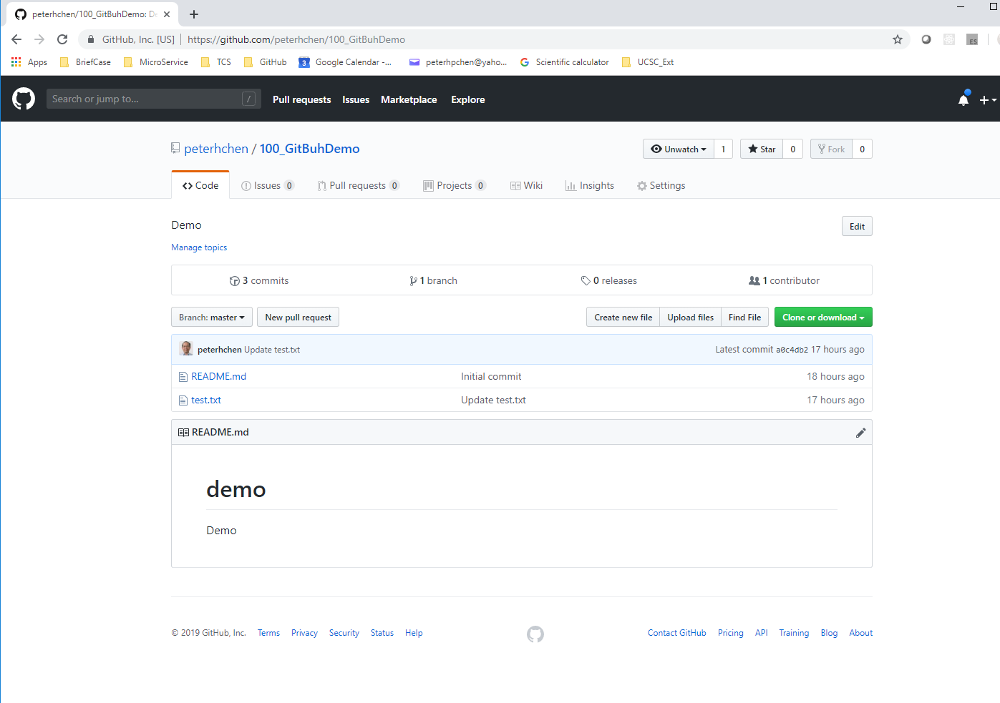 peterhchen/100_GitBuhDemo: De
GitHub, Inc. [US] | https://github.com/peterhchen/100_GitBuhDemo
ES
Apps BriefCase MicroService TCS GitHub 3 Google Calendar -... peterhpchen@yaho... Scientific calculator UCSC_Ext
Search or jump to... / Pull requests Issues Marketplace Explore
peterhchen / 100_GitBuhDemo
Unwatch 1 Star 0 Fork 0
Code Issues 0 Pull requests 0 Projects 0 Wiki Insights Settings
Demo
Edit
Manage topics
3 commits 1 branch 0 releases 1 contributor
Branch: master New pull request Create new file Upload files Find File Clone or download
peterhchen Update test.txt Latest commit a0c4db2 17 hours ago
README.md Initial commit 18 hours ago
test.txt Update test.txt 17 hours ago
README.md
demo
Demo
© 2019 GitHub, Inc. Terms Privacy Security Status Help Contact GitHub Pricing API Training Blog About